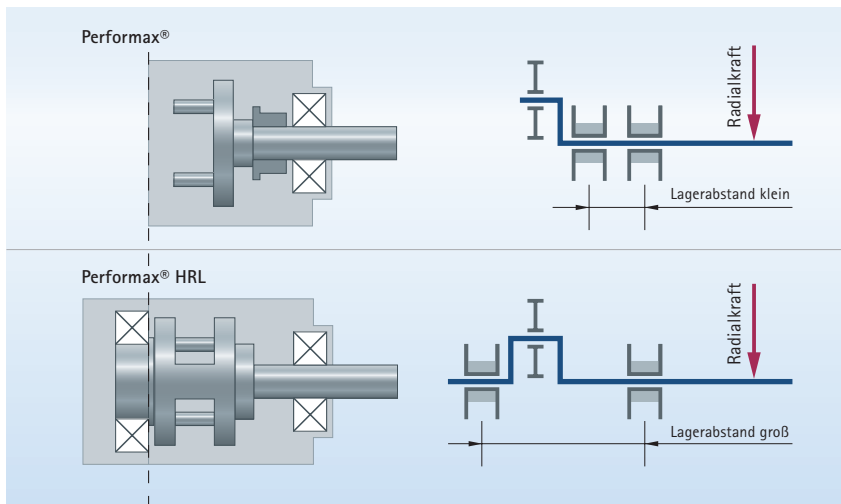 Performax®
Radialkraft
Lagerabstand klein
Performax® HRL
Radialkraft
Lagerabstand groß